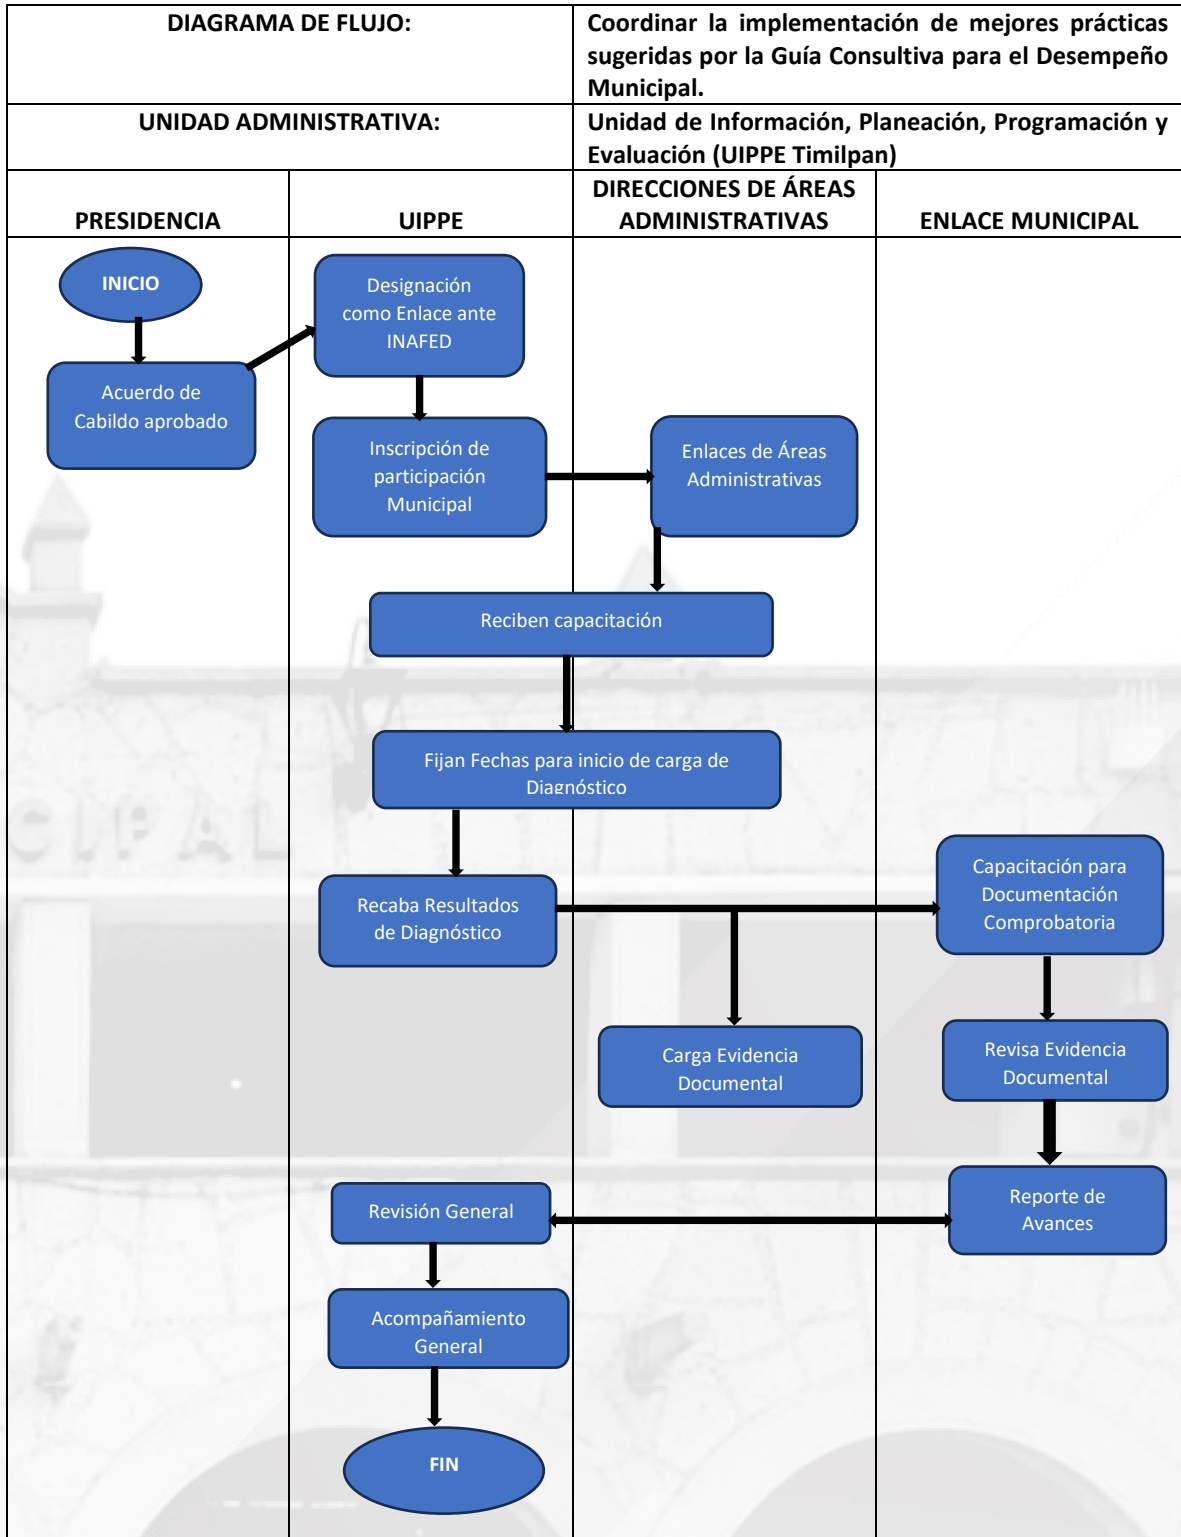 DIAGRAMA DE FLUJO:
Coordinar la implementación de mejores prácticas
sugeridas por la Guía Consultiva para el Desempeño
Municipal.
UNIDAD ADMINISTRATIVA:
Unidad de Información, Planeación, Programación y
Evaluación (UIPPE Timilpan)
PRESIDENCIA
UIPPE
DIRECCIONES DE ÁREAS
ADMINISTRATIVAS
ENLACE MUNICIPAL
INICIO
Designación
como Enlace ante
INAFED
Acuerdo de
Cabildo aprobado
Inscripción de
participación
Municipal
Enlaces de Áreas
Administrativas
Reciben capacitación
Fijan Fechas para inicio de carga de
Diagnóstico
Recaba Resultados
de Diagnóstico
Capacitación para
Documentación
Comprobatoria
Carga Evidencia
Documental
Revisa Evidencia
Documental
Reporte de
Avances
Revisión General
Acompañamiento
General
FIN
CIPAL